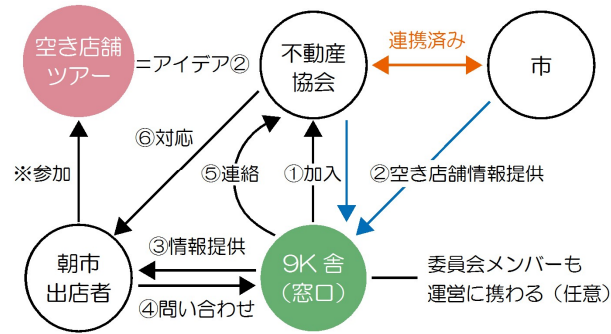 空き店舗
ツアー
=アイデア②
不動産
協会
連携済み
市
⑥対応
※参加
⑤連絡
①加入
②空き店舗情報提供
朝市
出店者
③情報提供
④問い合わせ
9K舎
（窓口）
委員会メンバーも
運営に携わる（任意）